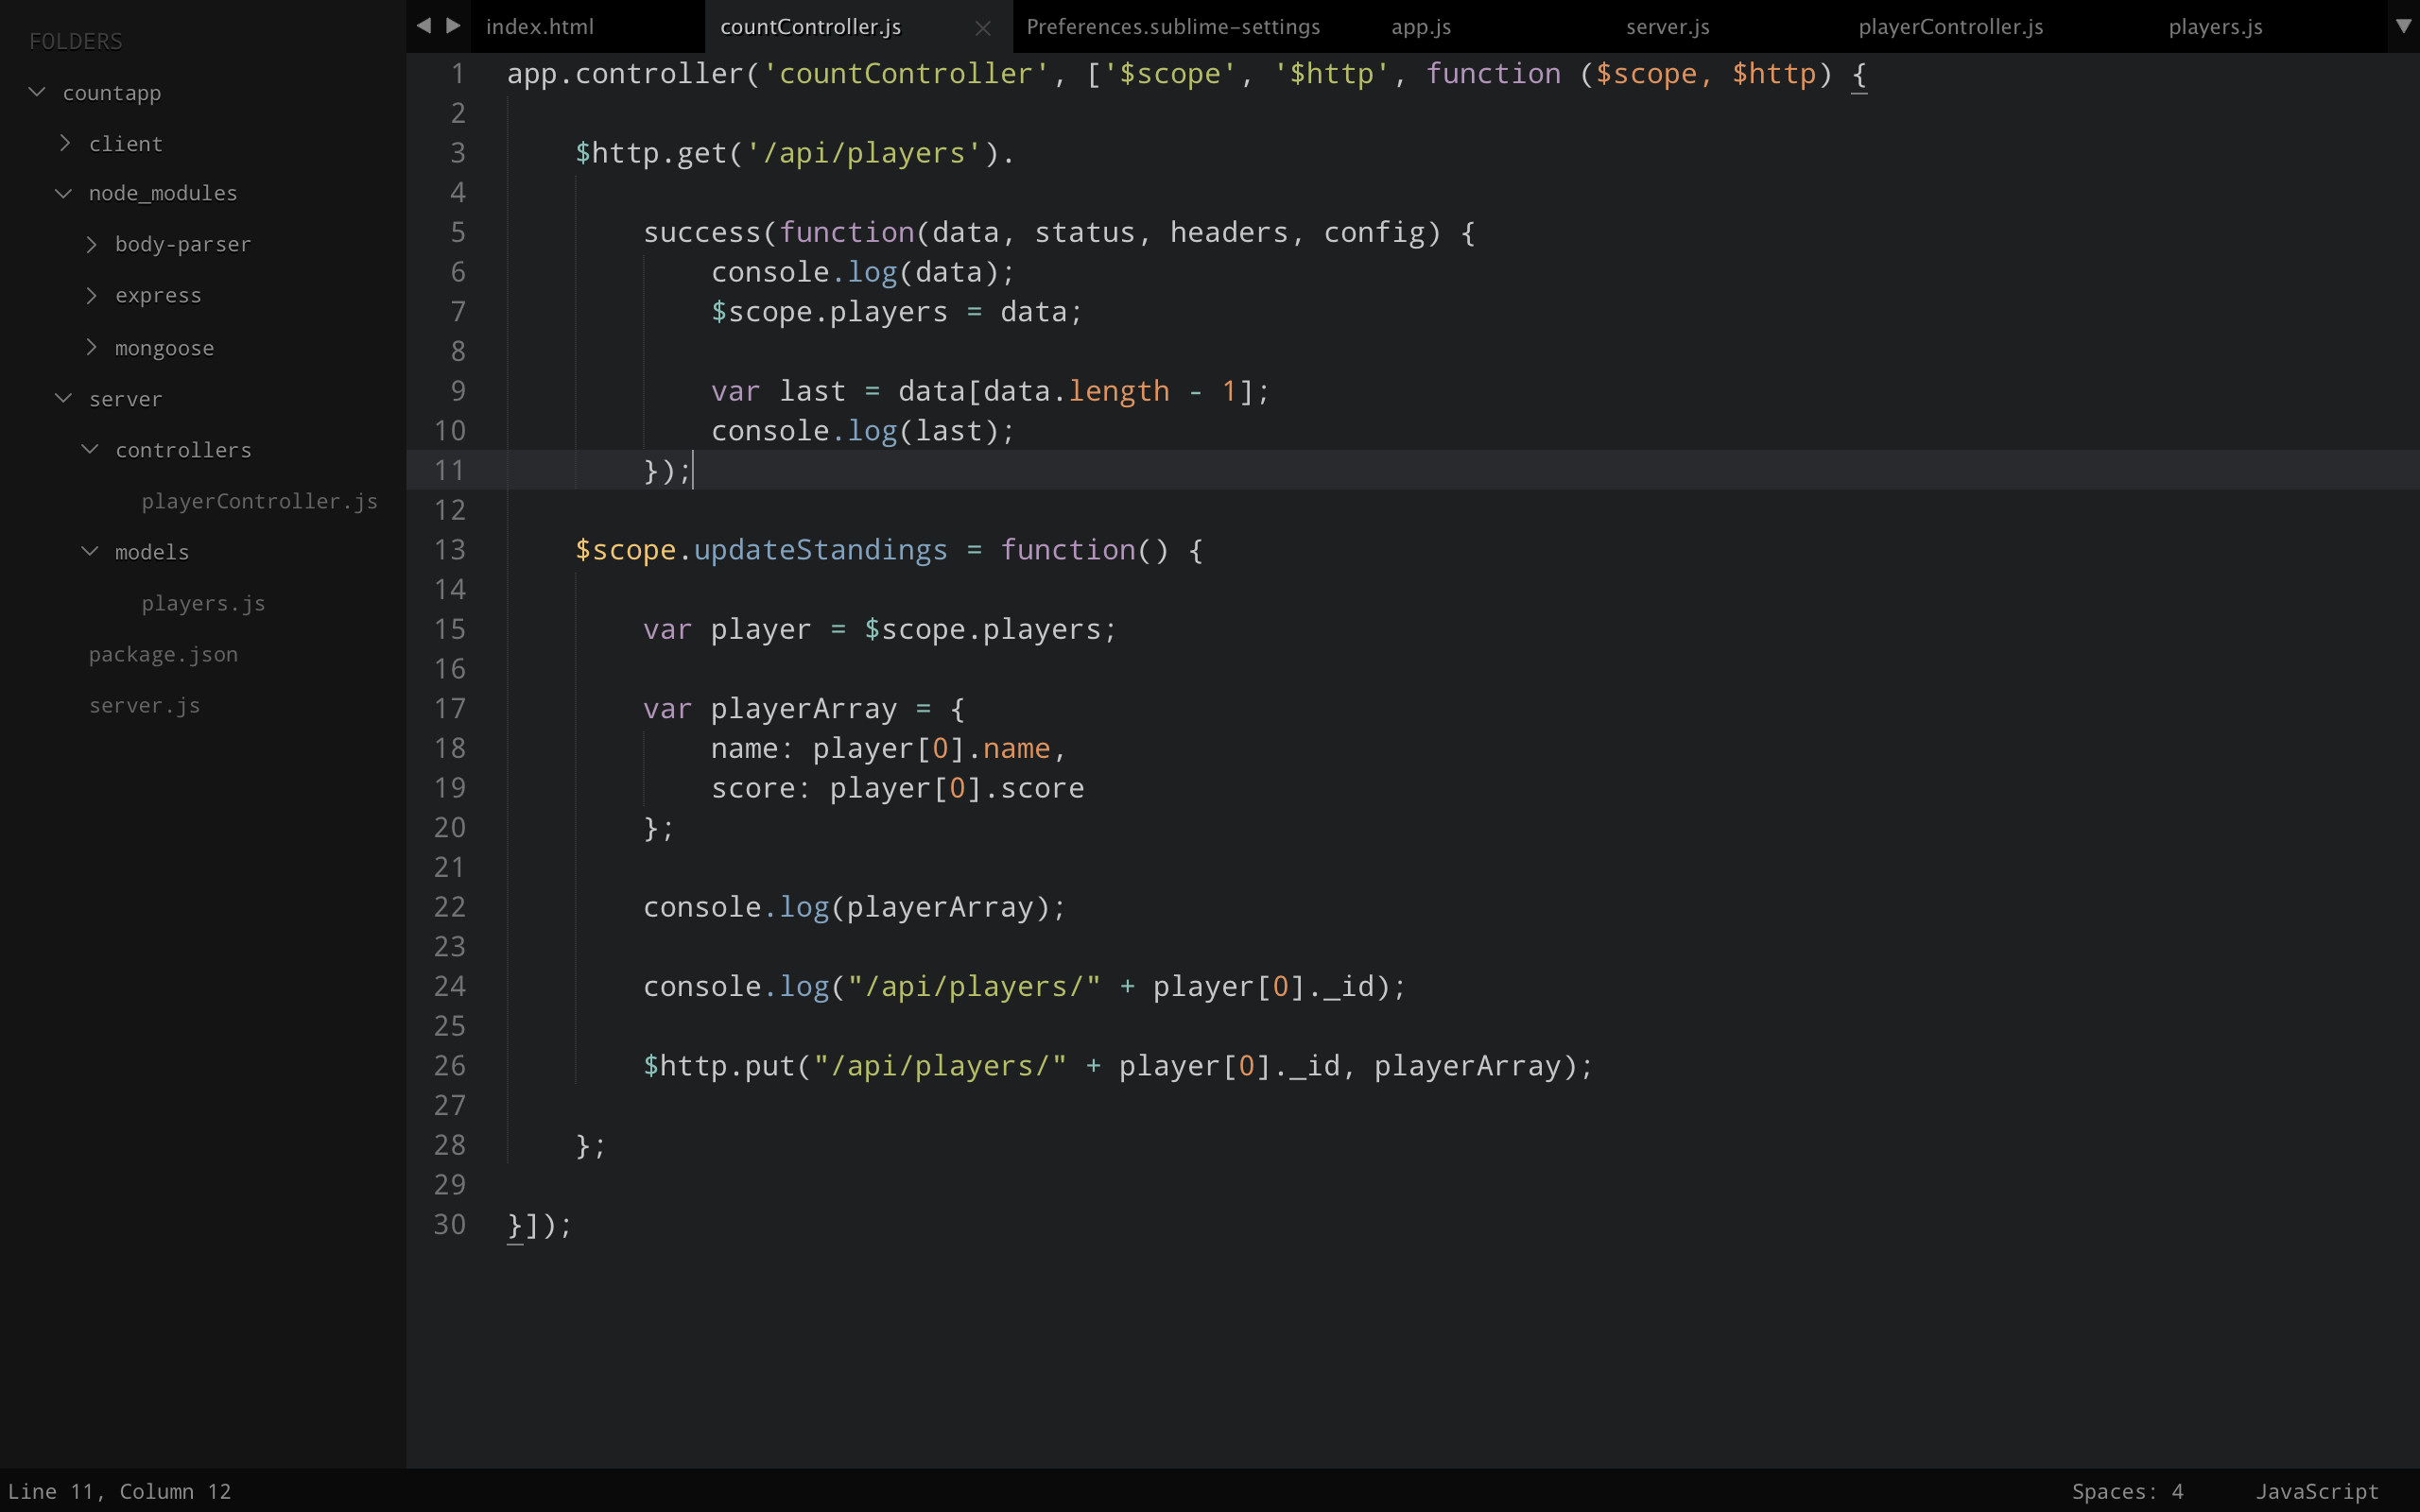 FOLDERS
countapp
client
node_modules
body-parser
express
mongoose
server
controllers
playerController.js
models
players.js
package.json
server.js
index.html
countController.js
Preferences.sublime-settings
app.js
server.js
playerController.js
players.js
1 app.controller('countController', ['$scope', '$http', function ($scope, $http) {
2
3 $http.get('/api/players').
4
5 success(function(data, status, headers, config) {
6 console.log(data);
7 $scope.players = data;
8
9 var last = data[data.length - 1];
10 console.log(last);
11 });
12
13 $scope.updateStandings = function() {
14
15 var player = $scope.players;
16
17 var playerArray = {
18 name: player[0].name,
19 score: player[0].score
20 };
21
22 console.log(playerArray);
23
24 console.log("/api/players/" + player[0]._id);
25
26 $http.put("/api/players/" + player[0]._id, playerArray);
27
28 };
29
30 }]);
Line 11, Column 12
Spaces: 4
JavaScript